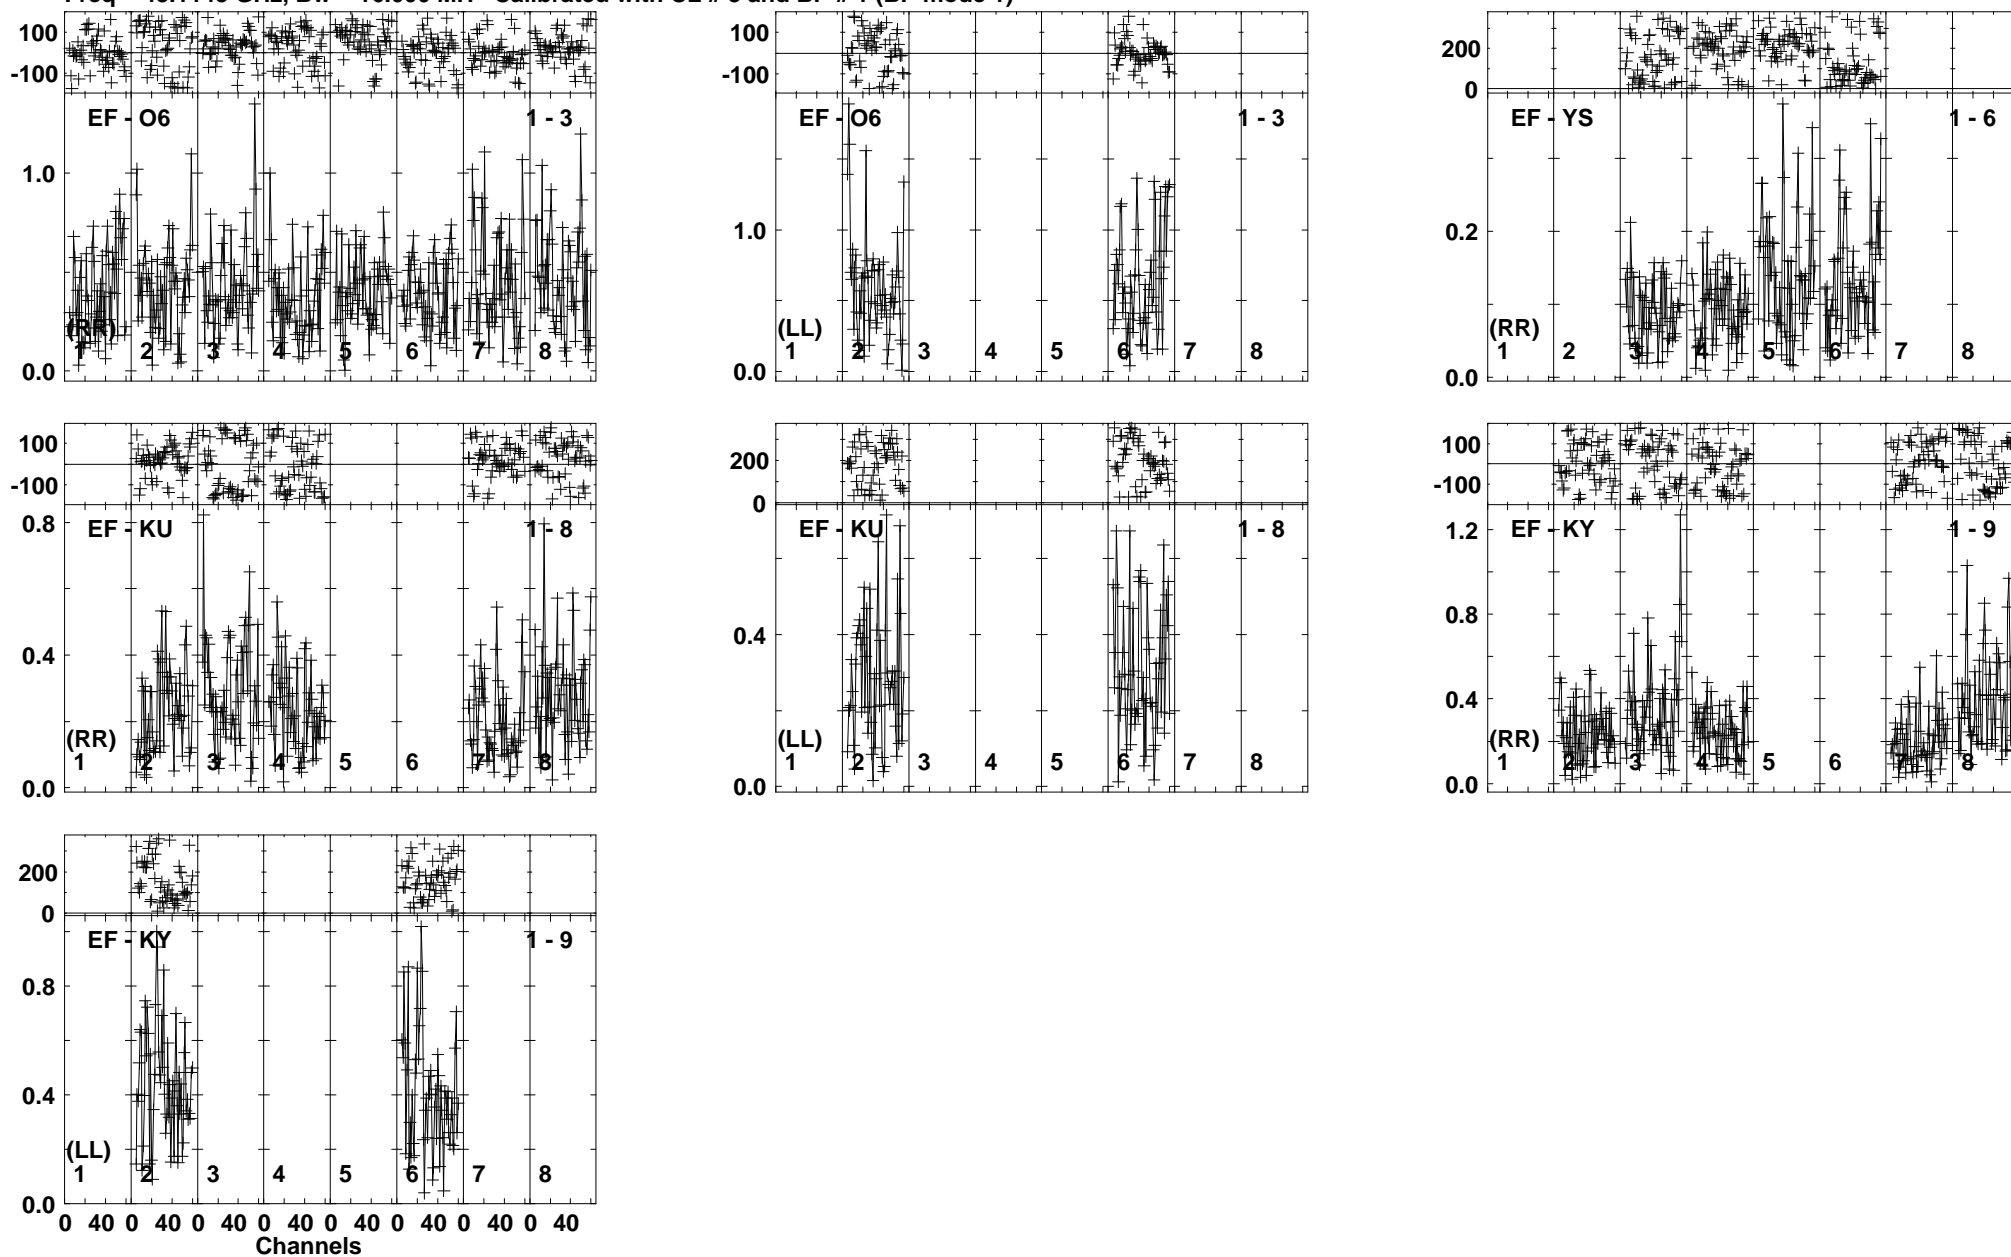 100 -100
EF - O6 1 - 3
1.0
(RR)
1 2 3 4 5 6 7 8
0.0
100 -100
EF - O6 1 - 3
1.0
(LL)
1 2 3 4 5 6 7 8
0.0
200 0
EF - YS 1 - 6
0.2
(RR)
1 2 3 4 5 6 7 8
0.0
100 -100
EF - KU 1 - 8
0.8
0.4
(RR)
1 2 3 4 5 6 7 8
0.0
200 0
EF - KU 1 - 8
0.4
(LL)
1 2 3 4 5 6 7 8
0.0
100 -100
EF - KY 1 - 9
1.2
0.8
0.4
(RR)
1 2 3 4 5 6 7 8
0.0
200 0
EF - KY 1 - 9
0.8
0.4
(LL)
1 2 3 4 5 6 7 8
0.0
0 40 0 40 0 40 0 40 0 40 0 40 0 40 0 40
Channels